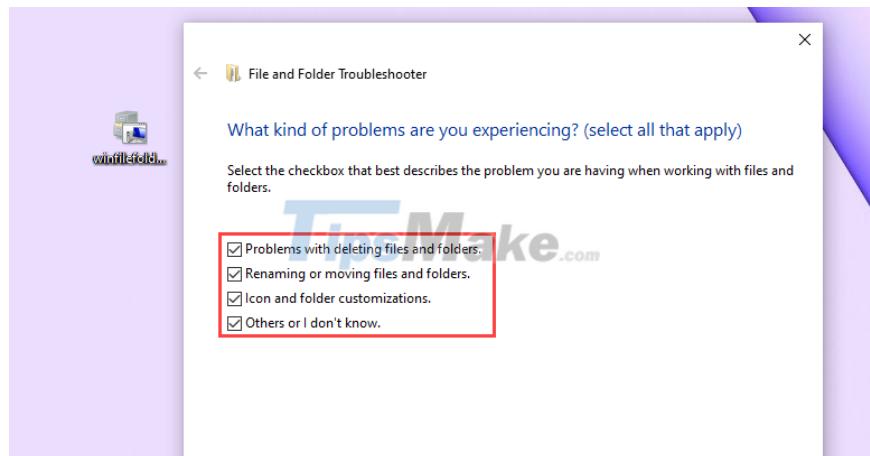 File and Folder Troubleshooter
What kind of problems are you experiencing? (select all that apply)
winfilefold...
Select the checkbox that best describes the problem you are having when working with files and
folders.
TipsMake.com
Problems with deleting files and folders.
Renaming or moving files and folders.
Icon and folder customizations.
Others or I don't know.